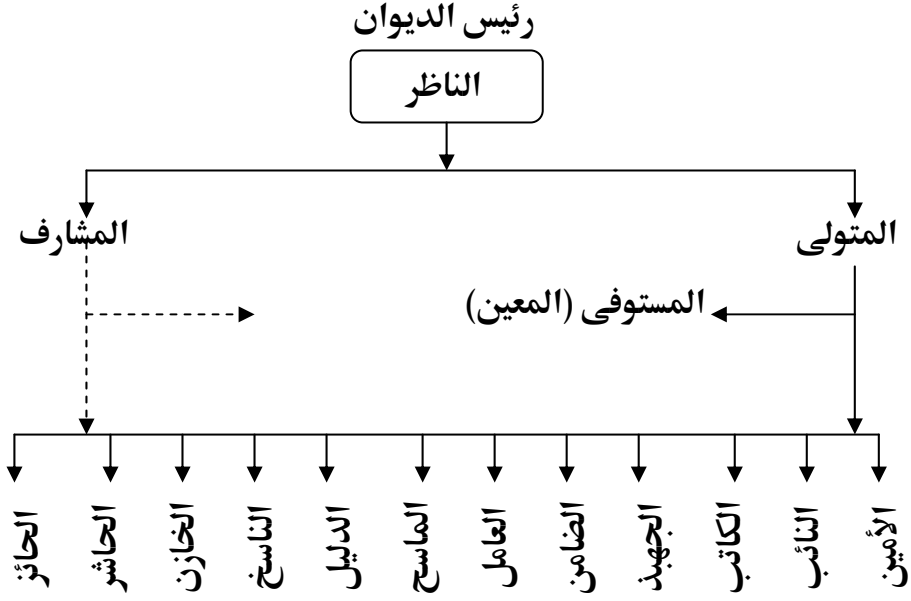 رئيس الديوان
الناظر
المتولى
المشارف
المستوفى (المعين)
الأمين
النائب
الكاتب
الجهبذ
الضامن
العامل
الماسح
الدليل
الناسخ
الخازن
الحاشر
الحائز